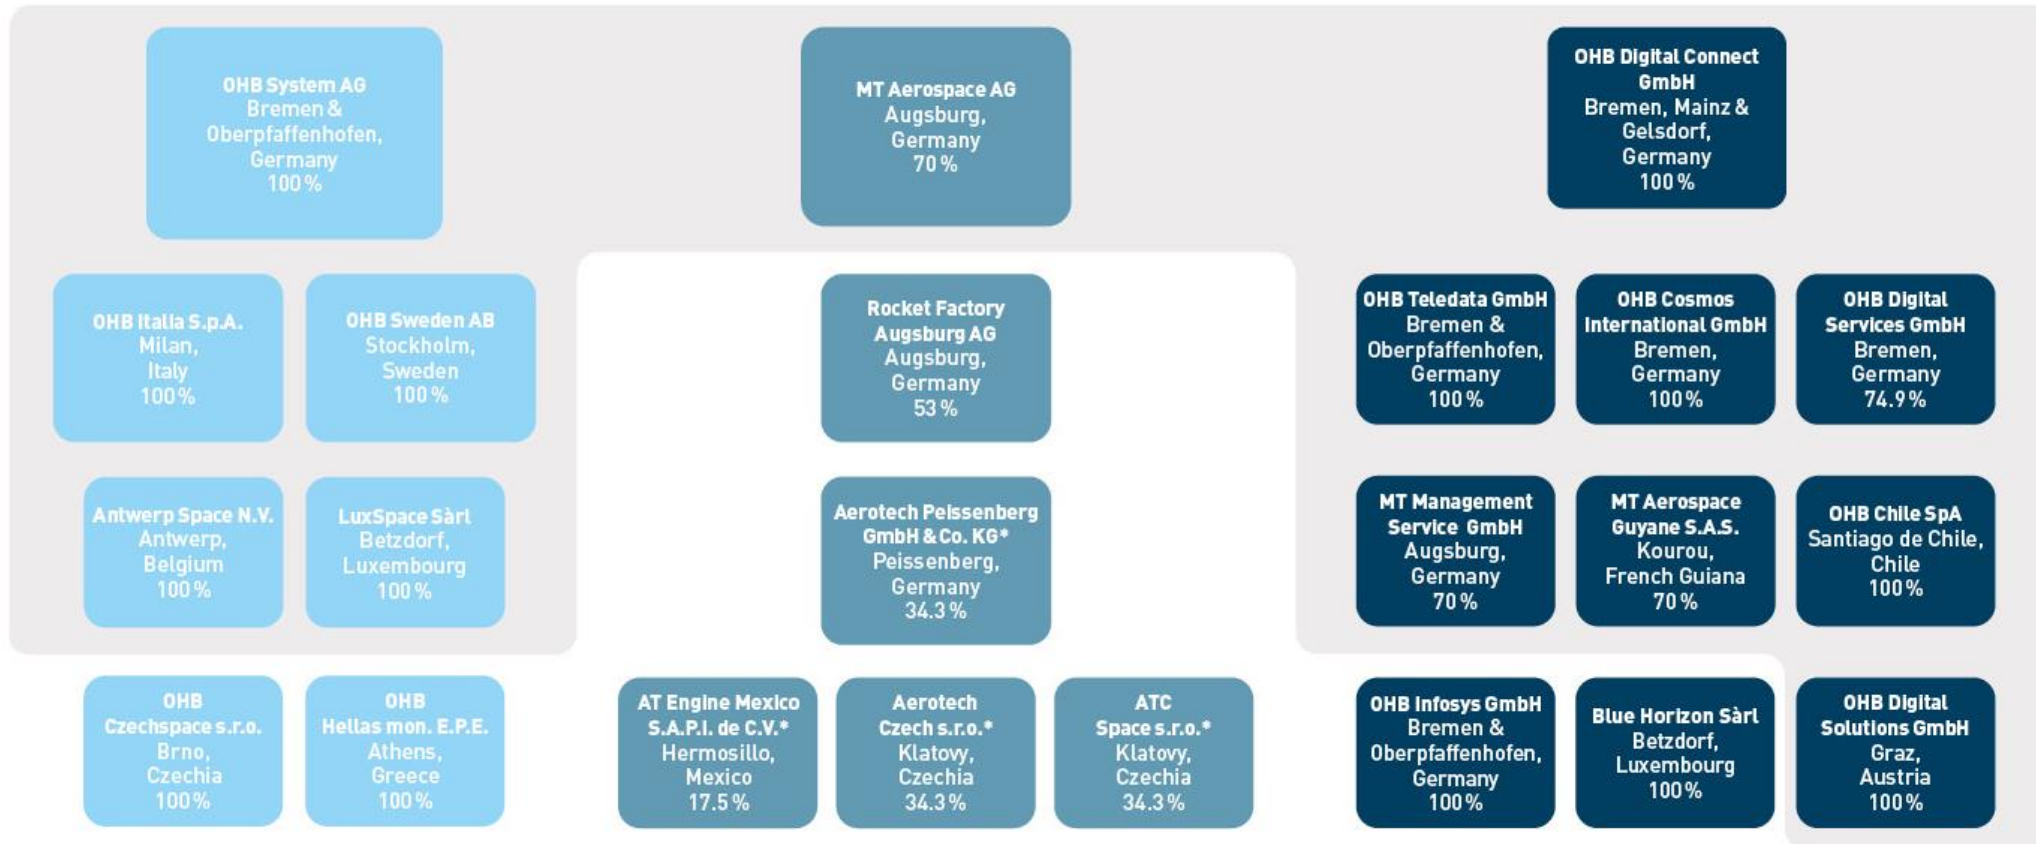 OHB System AG
Bremen &
Oberpfaffenhofen,
Germany
100 %
MT Aerospace AG
Augsburg,
Germany
70 %
OHB Digital Connect
GmbH
Bremen, Mainz &
Gelsdorf,
Germany
100 %
OHB Italia S.p.A.
Milan,
Italy
100 %
OHB Sweden AB
Stockholm,
Sweden
100 %
Rocket Factory
Augsburg AG
Augsburg,
Germany
53 %
OHB Teledata GmbH
Bremen &
Oberpfaffenhofen,
Germany
100 %
OHB Cosmos
International GmbH
Bremen,
Germany
100 %
OHB Digital
Services GmbH
Bremen,
Germany
74.9 %
Antwerp Space N.V.
Antwerp,
Belgium
100 %
LuxSpace Sàrl
Betzdorf,
Luxembourg
100 %
Aerotech Peissenberg
GmbH & Co. KG*
Peissenberg,
Germany
34.3 %
MT Management
Service GmbH
Augsburg,
Germany
70 %
MT Aerospace
Guyane S.A.S.
Kourou,
French Guiana
70 %
OHB Chile SpA
Santiago de Chile,
Chile
100 %
OHB
Czechspace s.r.o.
Brno,
Czechia
100 %
OHB
Hellas mon. E.P.E.
Athens,
Greece
100 %
AT Engine Mexico
S.A.P.I. de C.V.*
Hermosillo,
Mexico
17.5 %
Aerotech
Czech s.r.o.*
Klatovy,
Czechia
34.3 %
ATC
Space s.r.o.*
Klatovy,
Czechia
34.3 %
OHB Infosys GmbH
Bremen &
Oberpfaffenhofen,
Germany
100 %
Blue Horizon Sàrl
Betzdorf,
Luxembourg
100 %
OHB Digital
Solutions GmbH
Graz,
Austria
100 %